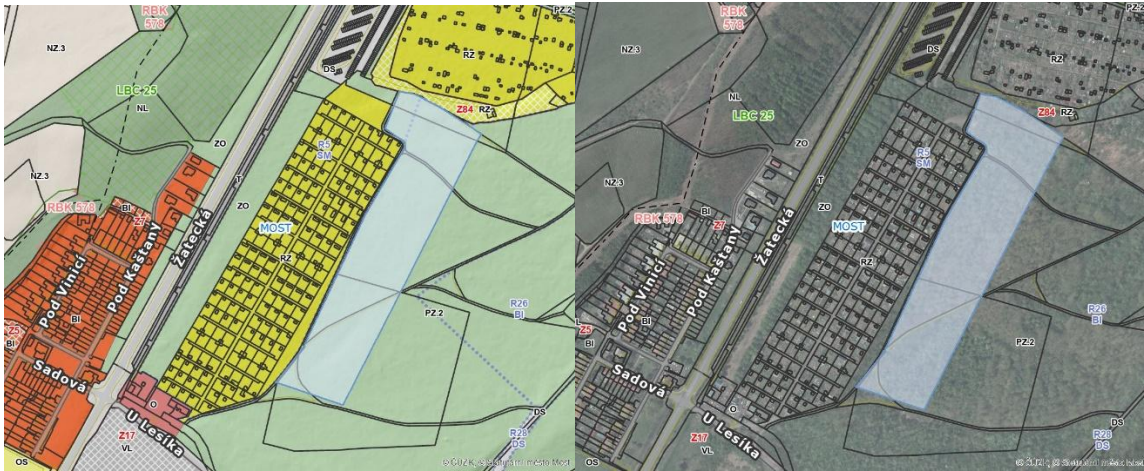 RBK
578
NZ.3
LBC 25
NL
ZO
NZ.3
RBK 578
BI
Z7
T
ZO
Žatecká
Pod Kaštany
Pod Vinicí
BI
Z5
BI
Sadová
U Lesíka
O
Z17
VL
OS
DS
RZ
PZ.2
Z84
RZ
R5
SM
MOST
RZ
R26
BI
PZ.2
DS
R28
DS
RBK
578
NZ.3
LBC 25
NL
ZO
NZ.3
RBK 578
BI
Z7
T
ZO
Žatecká
Pod Kaštany
Pod Vinicí
BI
Z5
BI
Sadová
U Lesíka
O
Z17
VL
OS
DS
RZ
PZ.2
Z84
RZ
R5
SM
MOST
RZ
R26
BI
PZ.2
DS
R28
DS